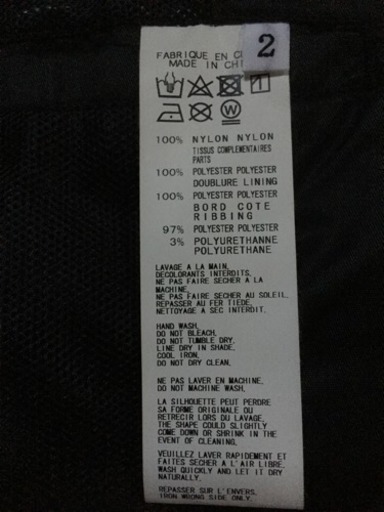 2
FABRIQUE EN
MADE IN
100% NYLON NYLON
TISSUS COMPLEMENTAIRES
PARTS
100% POLYESTER POLYESTER
DOUBLURE LINING
100% POLYESTER POLYESTER
BORD COTE
RIBBING
97% POLYESTER POLYESTER
3% POLYURETHANNE
POLYURETHANE
LAVAGE A LA MAIN.
DECOLORANTS INTERDITS.
NE PAS FAIRE SECHER A LA
MACHINE.
NE PAS FAIRE SECHER AU SOLEIL.
REPASSER AU FER TIEDE.
NETTOYAGE A SEC INTERDIT.
HAND WASH.
DO NOT BLEACH.
DO NOT TUMBLE DRY.
LINE DRY IN SHADE.
COOL IRON.
DO NOT DRY CLEAN.
NE PAS LAVER EN MACHINE.
DO NOT MACHINE WASH.
LA SILHOUETTE PEUT PERDRE
SA FORME ORIGINALE OU
RETRECIR LORS DU LAVAGE.
THE SHAPE COULD SLIGHTLY
COME DOWN OR SHRINK IN THE
EVENT OF CLEANING.
VEUILLEZ LAVER RAPIDEMENT ET
FAITES SECHER A L'AIR LIBRE.
WASH QUICKLY AND LET IT DRY
NATURALLY.
REPASSER SUR L'ENVERS.
IRON WRONG SIDE ONLY.